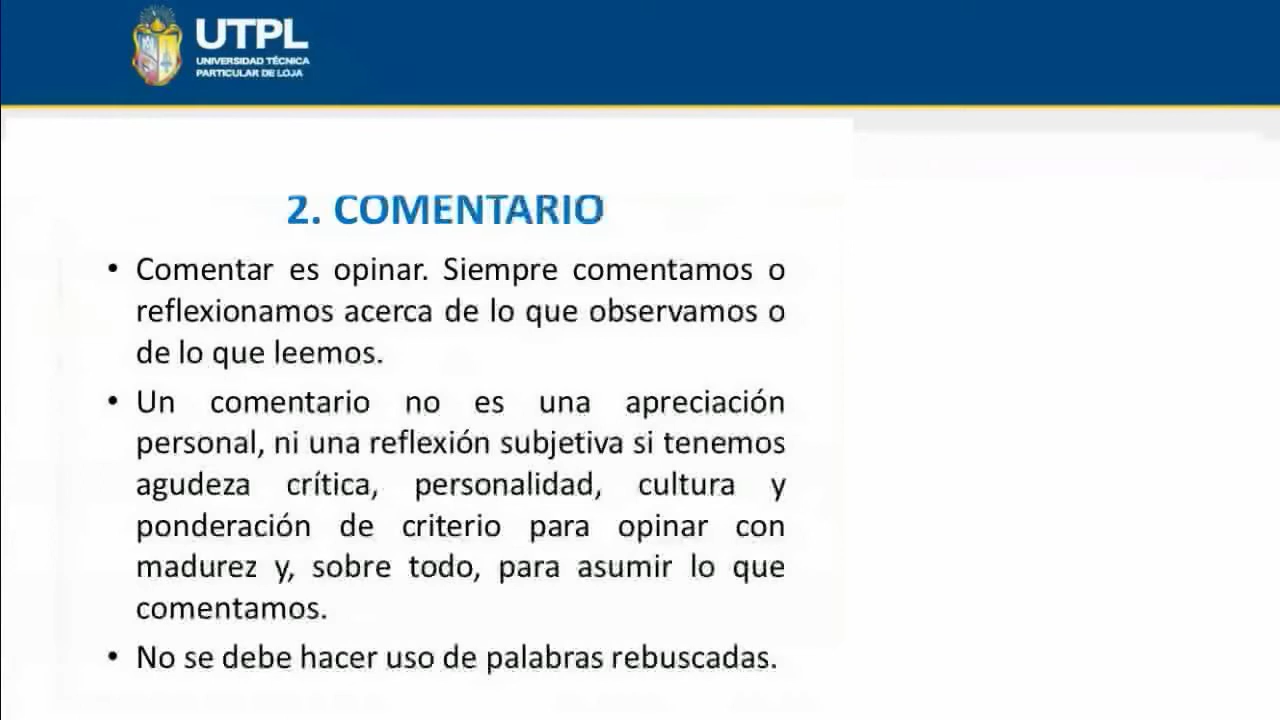 UTPL
UNIVERSIDAD TÉCNICA
PARTICULAR DE LOJA
2. COMENTARIO
• Comentar es opinar. Siempre comentamos o
reflexionamos acerca de lo que observamos o
de lo que leemos.
• Un comentario no es una apreciación
personal, ni una reflexión subjetiva si tenemos
agudeza crítica, personalidad, cultura y
ponderación de criterio para opinar con
madurez y, sobre todo, para asumir lo que
comentamos.
• No se debe hacer uso de palabras rebuscadas.